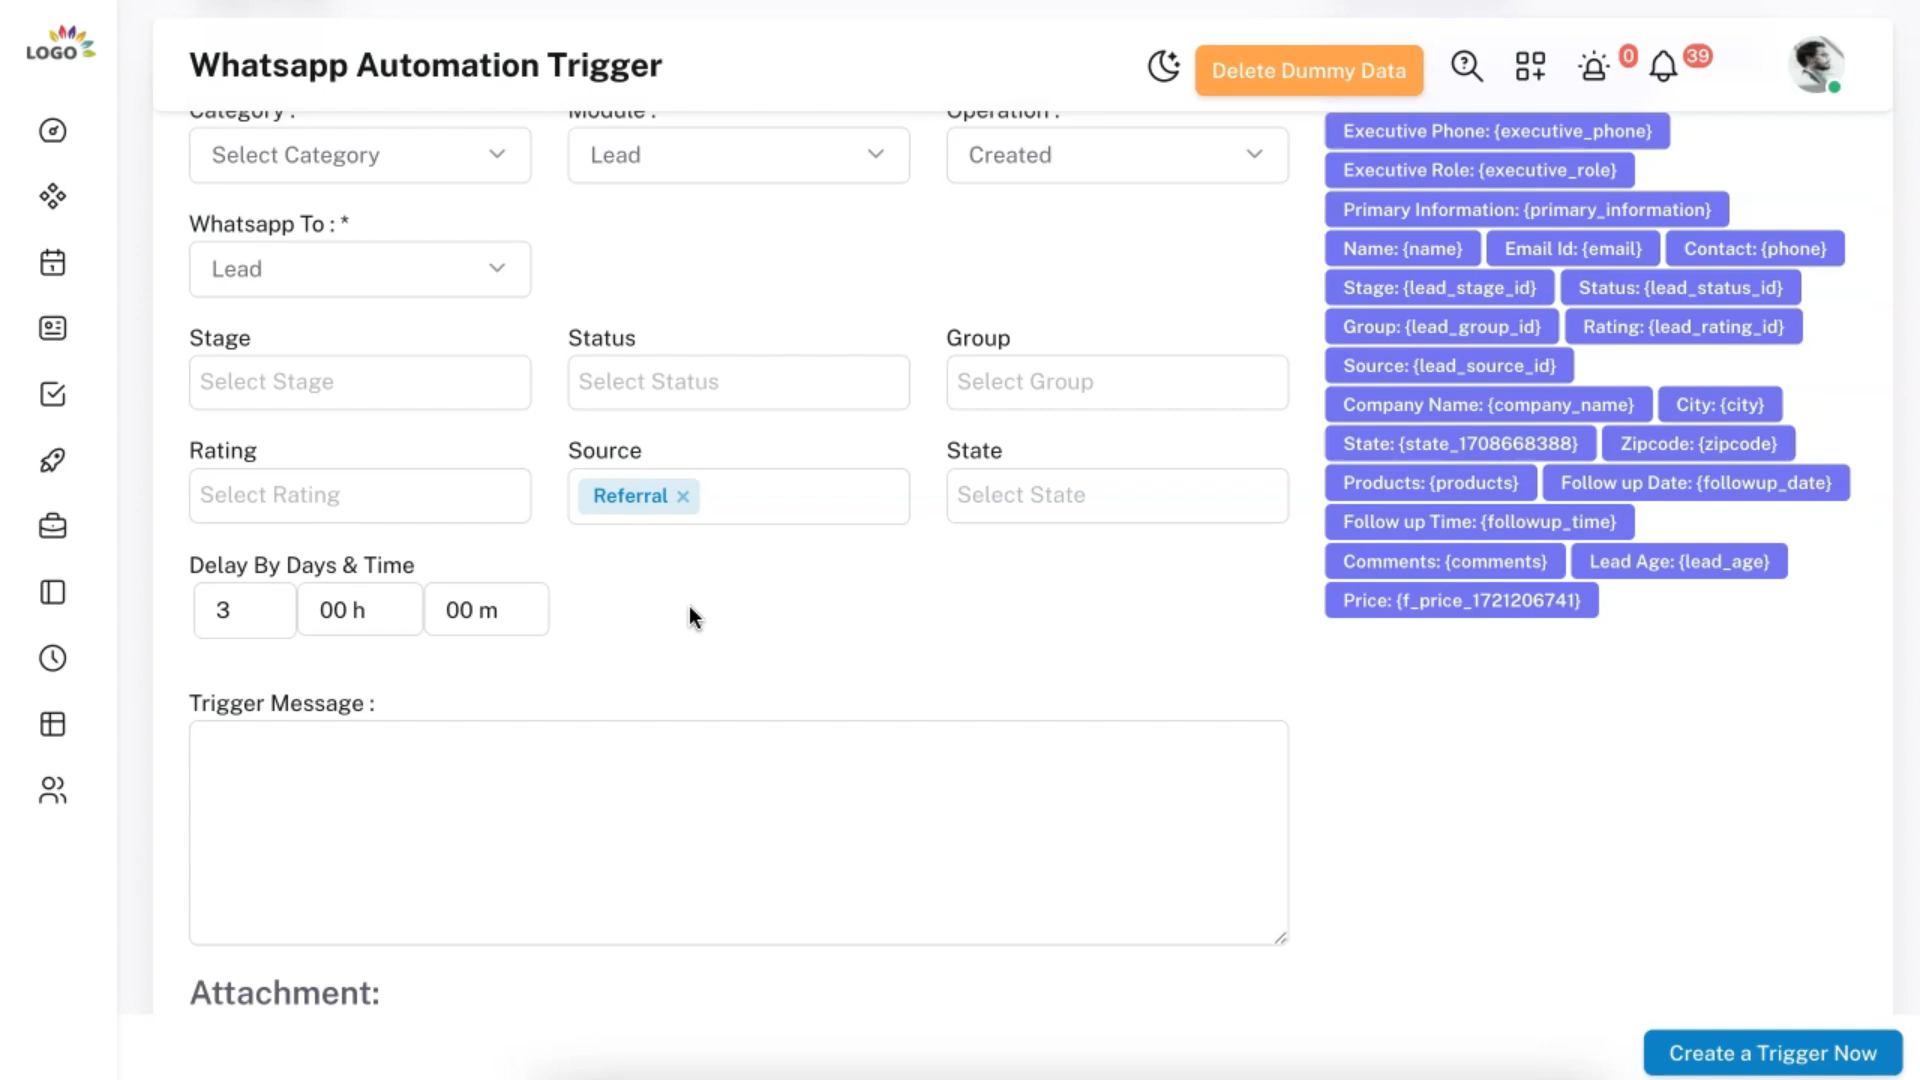 LOGO
Whatsapp Automation Trigger
Delete Dummy Data
0
39
Category :
Module :
Operation :
Select Category
Lead
Created
Whatsapp To : *
Lead
Stage
Status
Group
Select Stage
Select Status
Select Group
Rating
Source
State
Select Rating
Referral ×
Select State
Delay By Days & Time
3
00 h
00 m
Trigger Message :
Attachment:
Executive Phone: {executive_phone}
Executive Role: {executive_role}
Primary Information: {primary_information}
Name: {name}
Email Id: {email}
Contact: {phone}
Stage: {lead_stage_id}
Status: {lead_status_id}
Group: {lead_group_id}
Rating: {lead_rating_id}
Source: {lead_source_id}
Company Name: {company_name}
City: {city}
State: {state_1708668388}
Zipcode: {zipcode}
Products: {products}
Follow up Date: {followup_date}
Follow up Time: {followup_time}
Comments: {comments}
Lead Age: {lead_age}
Price: {f_price_1721206741}
Create a Trigger Now